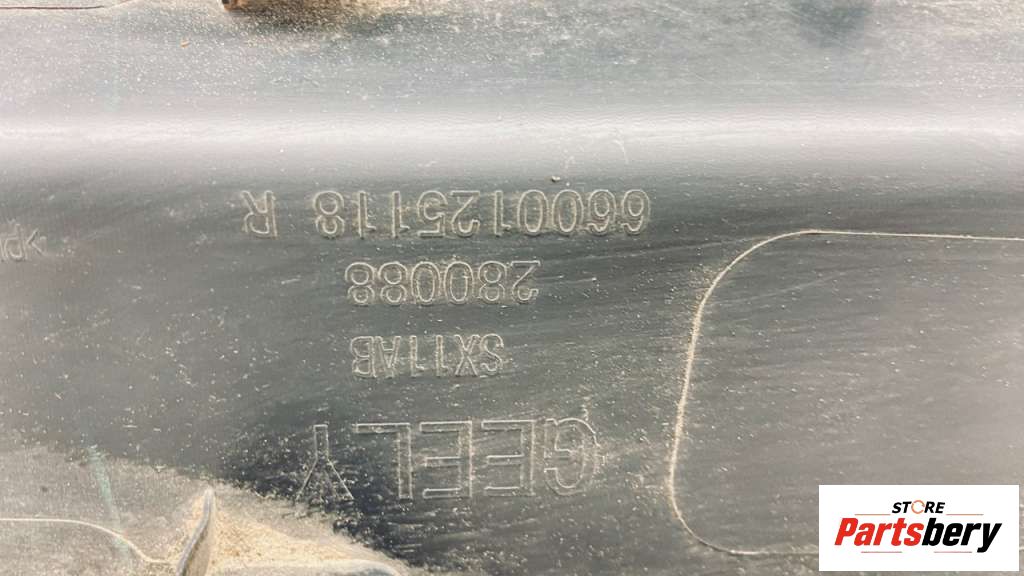 GEELY
SX11AB
280088
6600125118 R
STORE
Partsbery